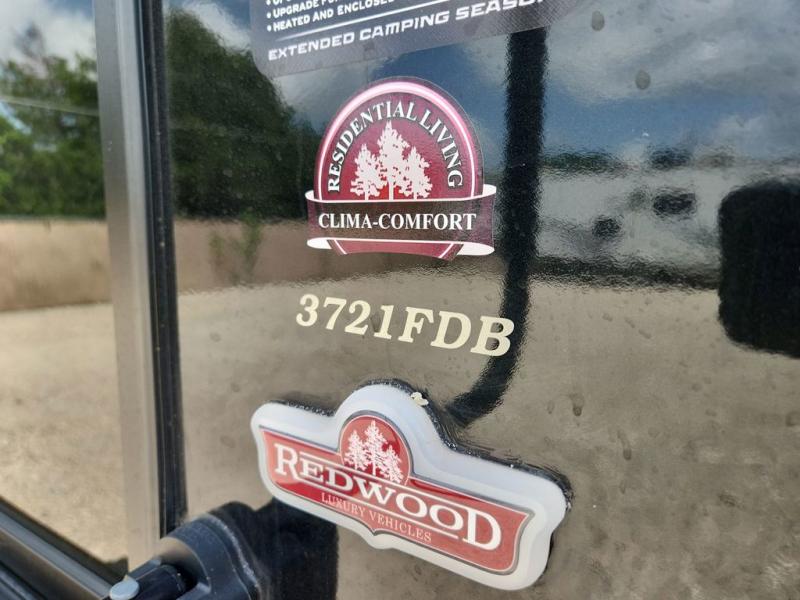 • HEATED AND ENCLOSED
EXTENDED CAMPING SEASON
RESIDENTIAL LIVING
CLIMA-COMFORT
3721FDB
REDWOOD
LUXURY VEHICLES